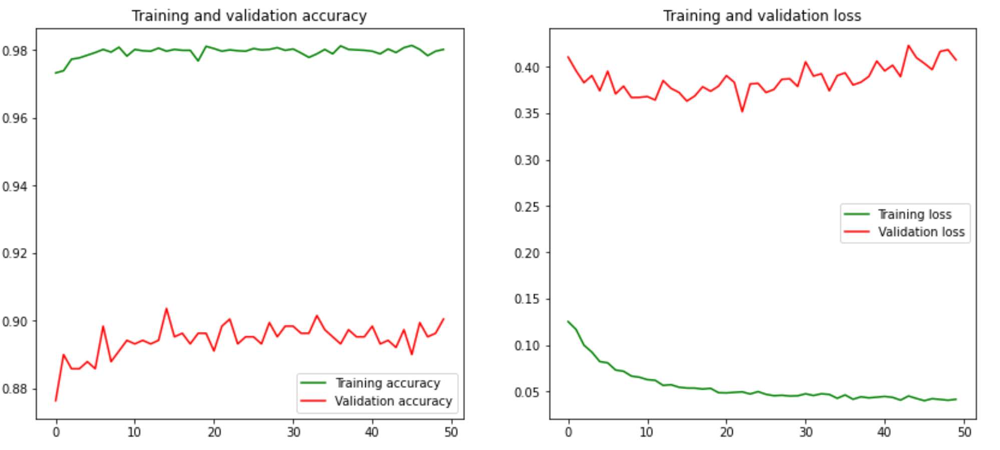 Training and validation accuracy
0.98
0.96
0.94
0.92
0.90
0.88
Training accuracy
Validation accuracy
0 10 20 30 40 50
Training and validation loss
0.40
0.35
0.30
0.25
0.20
0.15
0.10
0.05
Training loss
Validation loss
0 10 20 30 40 50